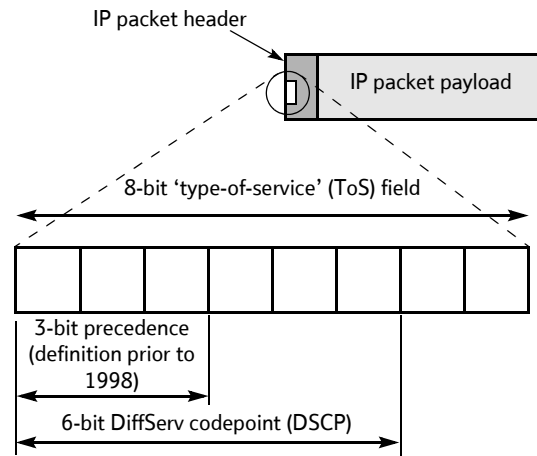 IP packet header
IP packet payload
8-bit ‘type-of-service’ (ToS) field
3-bit precedence
(definition prior to
1998)
6-bit DiffServ codepoint (DSCP)